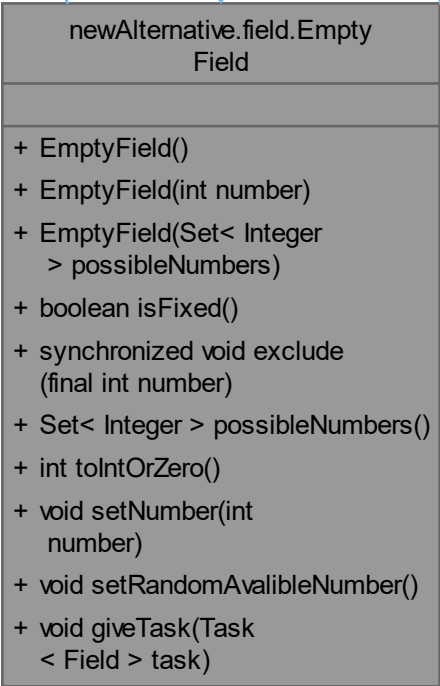 newAlternative.field.Empty
Field
+ EmptyField()
+ EmptyField(int number)
+ EmptyField(Set< Integer
> possibleNumbers)
+ boolean isFixed()
+ synchronized void exclude
(final int number)
+ Set< Integer > possibleNumbers()
+ int toIntOrZero()
+ void setNumber(int
number)
+ void setRandomAvalibleNumber()
+ void giveTask(Task
< Field > task)